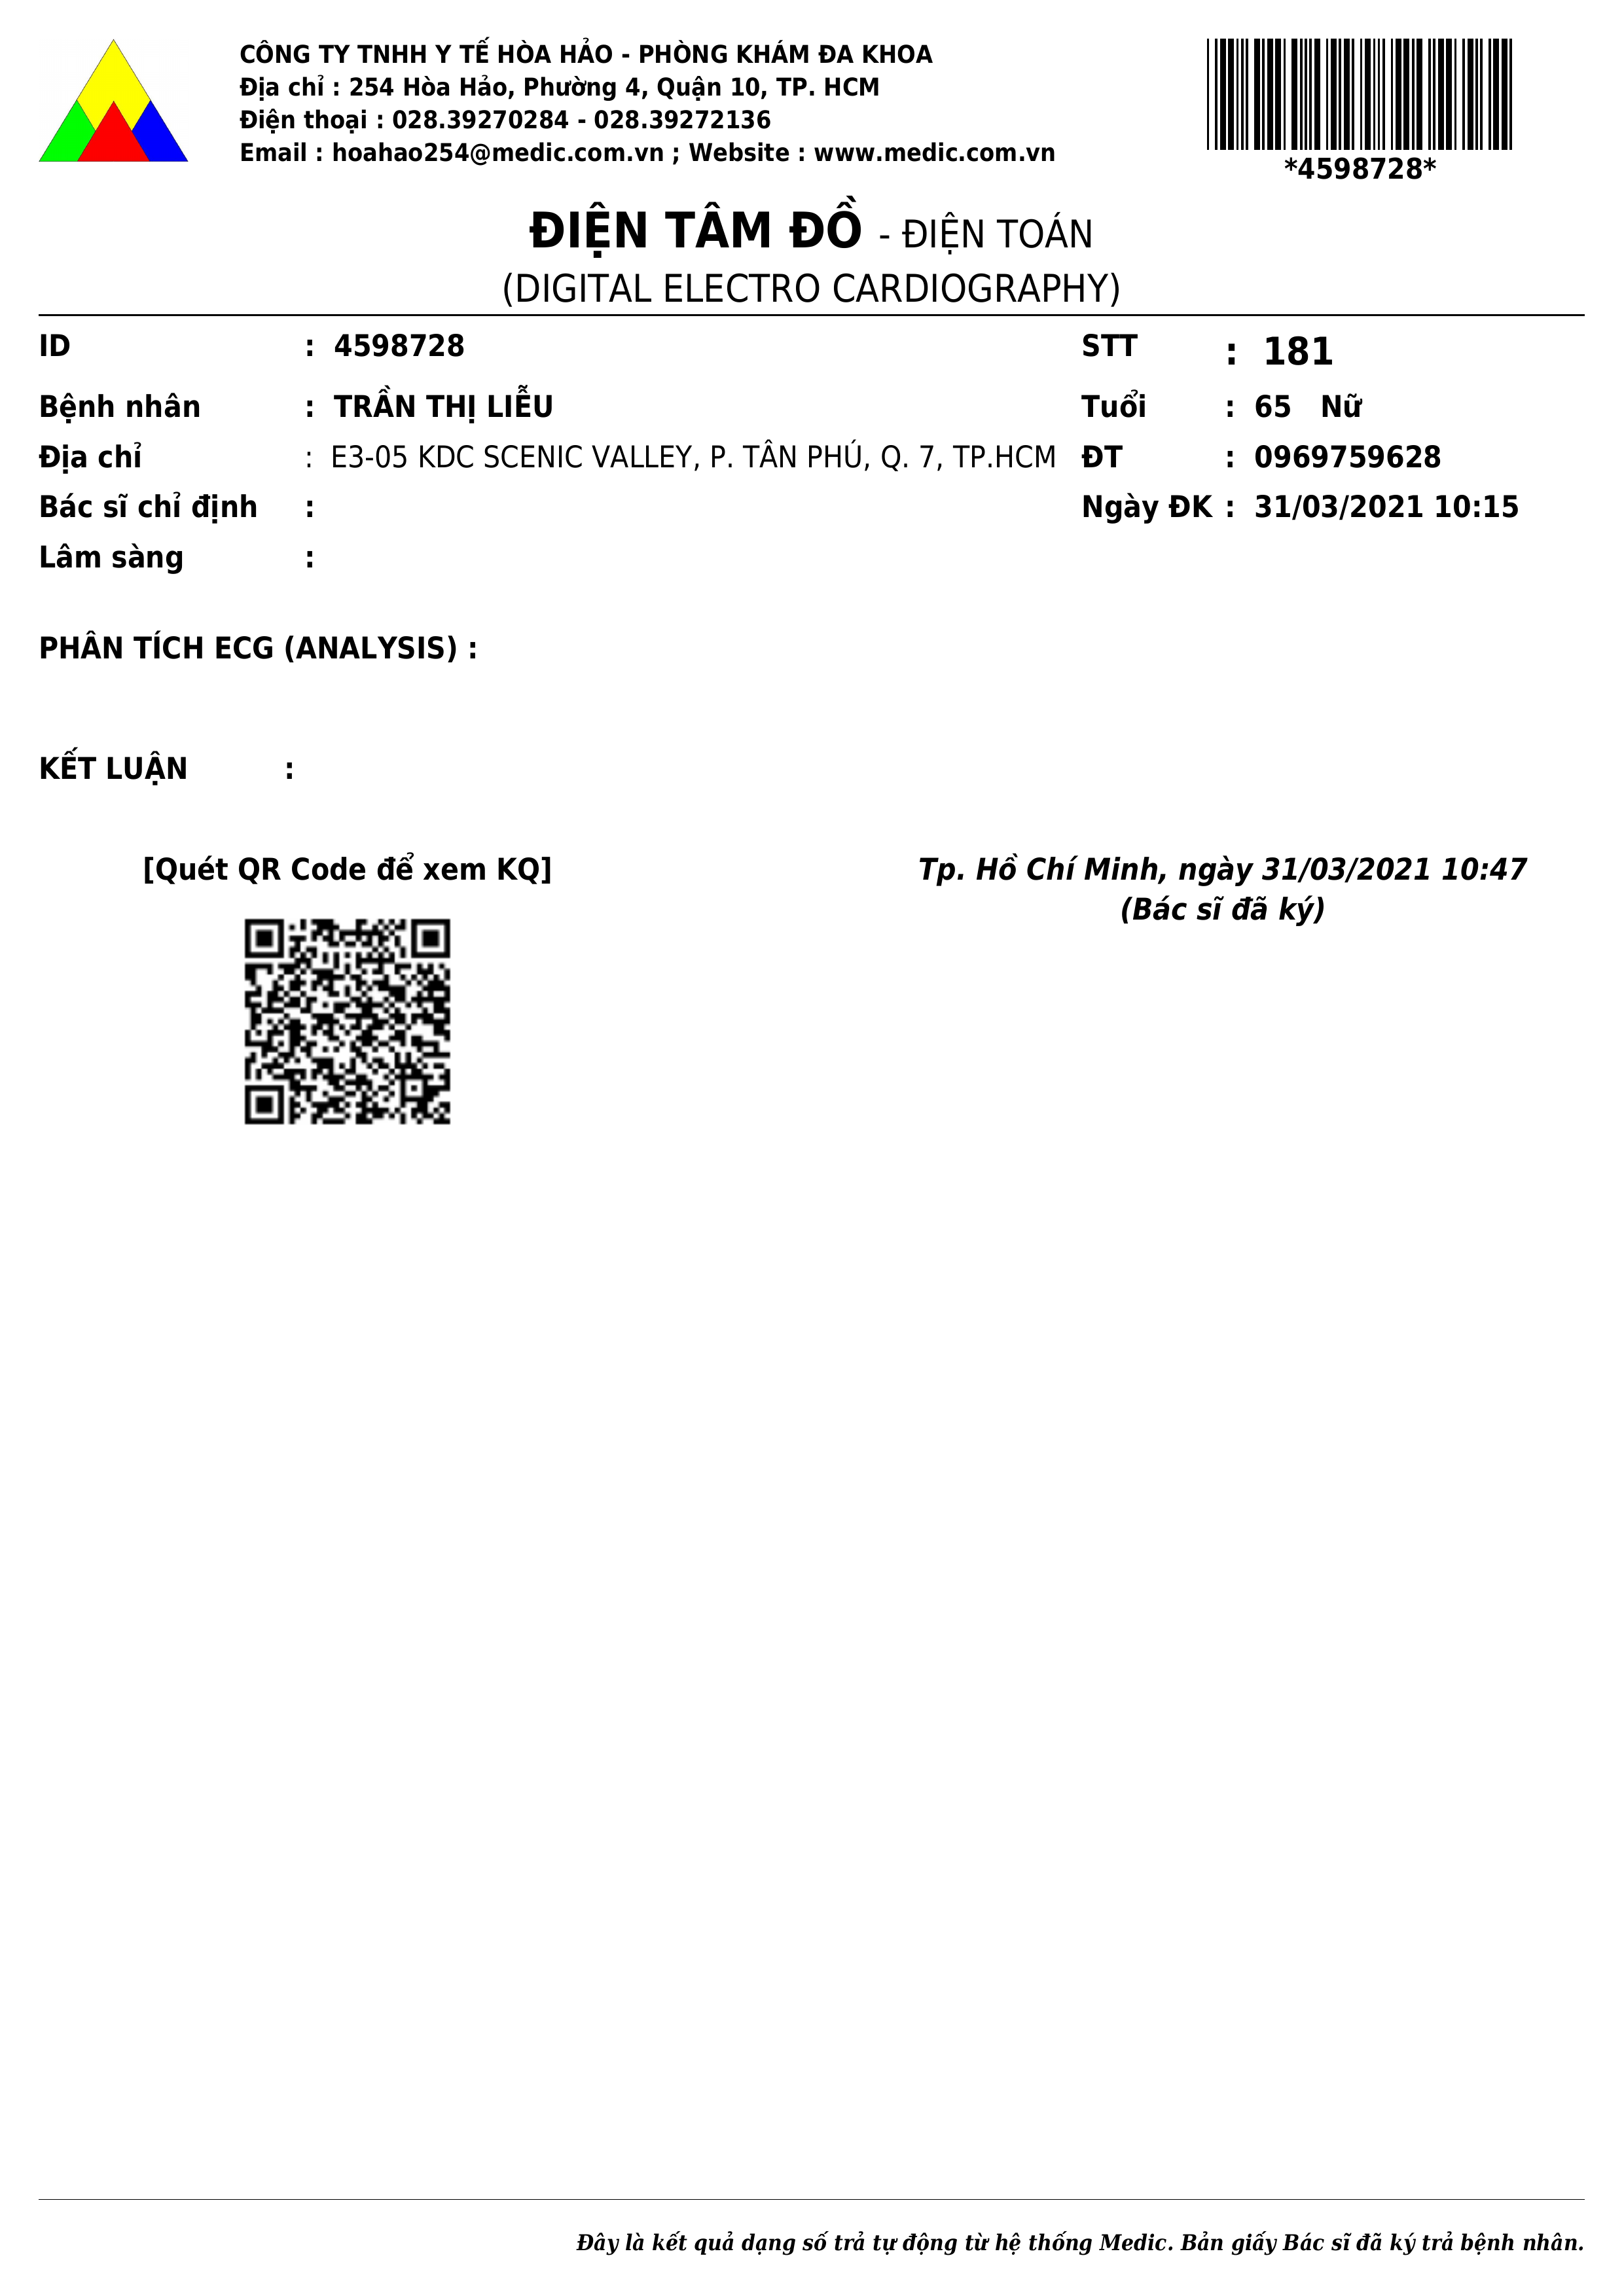 CÔNG TY TNHH Y TẾ HÒA HẢO - PHÒNG KHÁM ĐA KHOA
Địa chỉ : 254 Hòa Hảo, Phường 4, Quận 10, TP. HCM
Điện thoại : 028.39270284 - 028.39272136
Email : hoahao254@medic.com.vn ; Website : www.medic.com.vn
*4598728*
ĐIỆN TÂM ĐỒ - ĐIỆN TOÁN
(DIGITAL ELECTRO CARDIOGRAPHY)
ID : 4598728 STT : 181
Bệnh nhân : TRẦN THỊ LIỄU Tuổi : 65 Nữ
Địa chỉ : E3-05 KDC SCENIC VALLEY, P. TÂN PHÚ, Q. 7, TP.HCM ĐT : 0969759628
Bác sĩ chỉ định : Ngày ĐK : 31/03/2021 10:15
Lâm sàng :
PHÂN TÍCH ECG (ANALYSIS) :
KẾT LUẬN :
[Quét QR Code để xem KQ] Tp. Hồ Chí Minh, ngày 31/03/2021 10:47
(Bác sĩ đã ký)
Đây là kết quả dạng số trả tự động từ hệ thống Medic. Bản giấy Bác sĩ đã ký trả bệnh nhân.